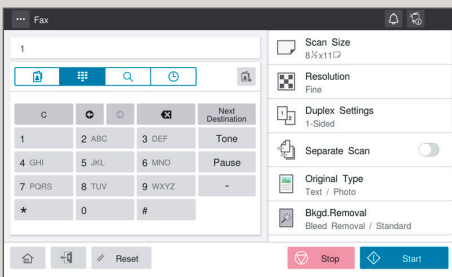 Fax
1
C
Next
Destination
1
2 ABC
3 DEF
Tone
4 GHI
5 JKL
6 MNO
Pause
7 PQRS
8 TUV
9 WXYZ
-
*
0
#
Scan Size
8½x11
Resolution
Fine
1 2
Duplex Settings
1-Sided
Separate Scan
Original Type
Text / Photo
Bkgd.Removal
Bleed Removal / Standard
Reset
Stop
Start